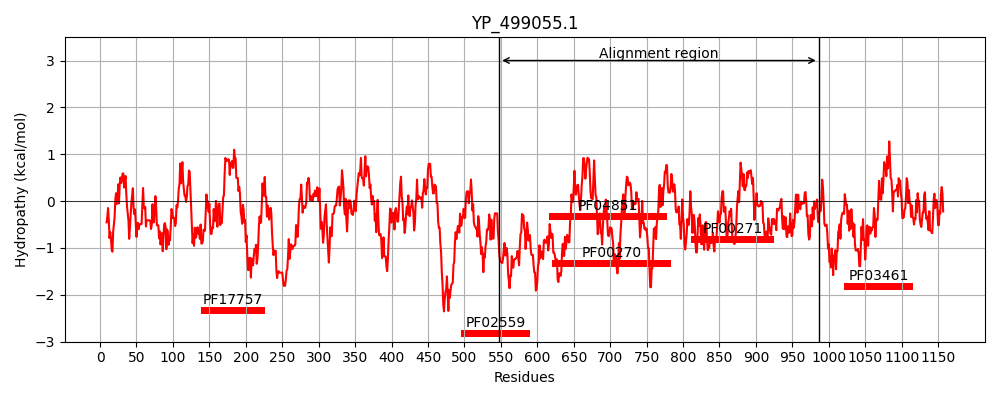 YP_499055.1
Alignment region
3
2
1
0
−1
−2
−3
Hydropathy (kcal/mol)
PF04851
PF00271
PF00270
PF03461
PF17757
PF02559
0 50 100 150 200 250 300 350 400 450 500 550 600 650 700 750 800 850 900 950 1000 1050 1100 1150
Residues